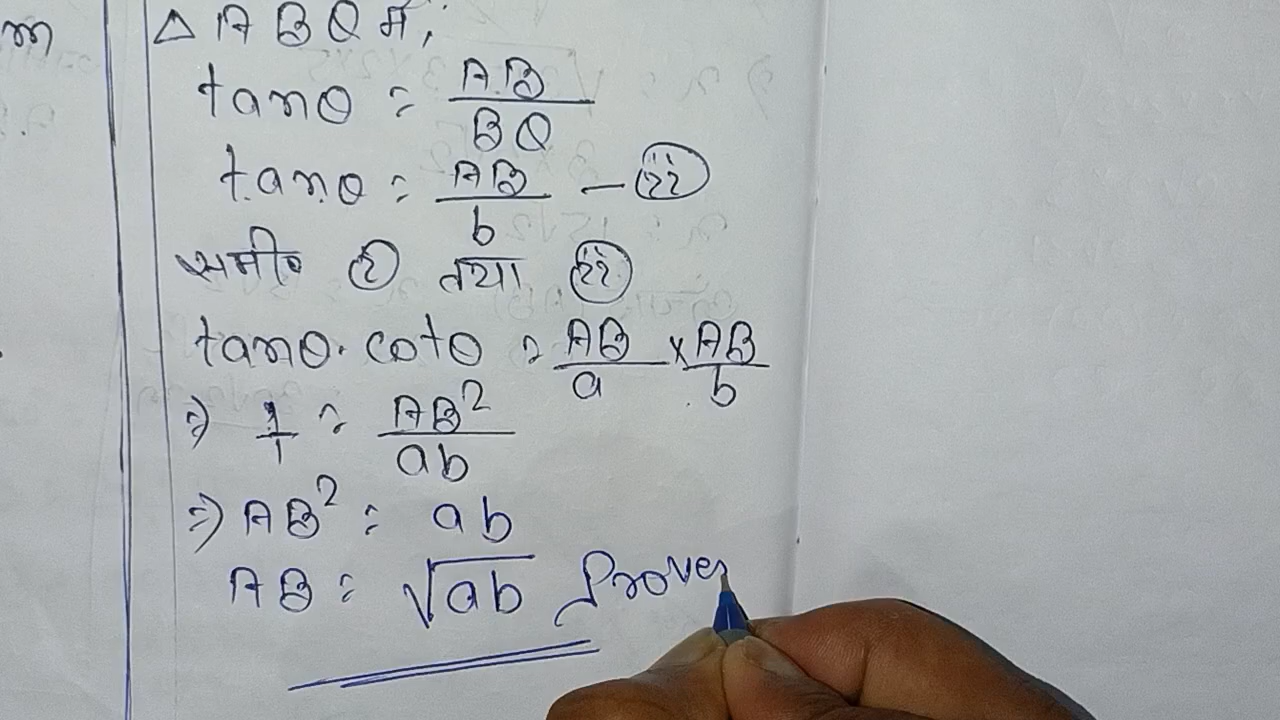 m
△ ABQ में,
tanθ = AB/BQ
tanθ = AB/b — (ii)
समी० (i) तथा (ii)
tanθ. cotθ = AB/a × AB/b
⇒ 1/1 = AB²/ab
⇒ AB² = ab
AB = √ab Prove